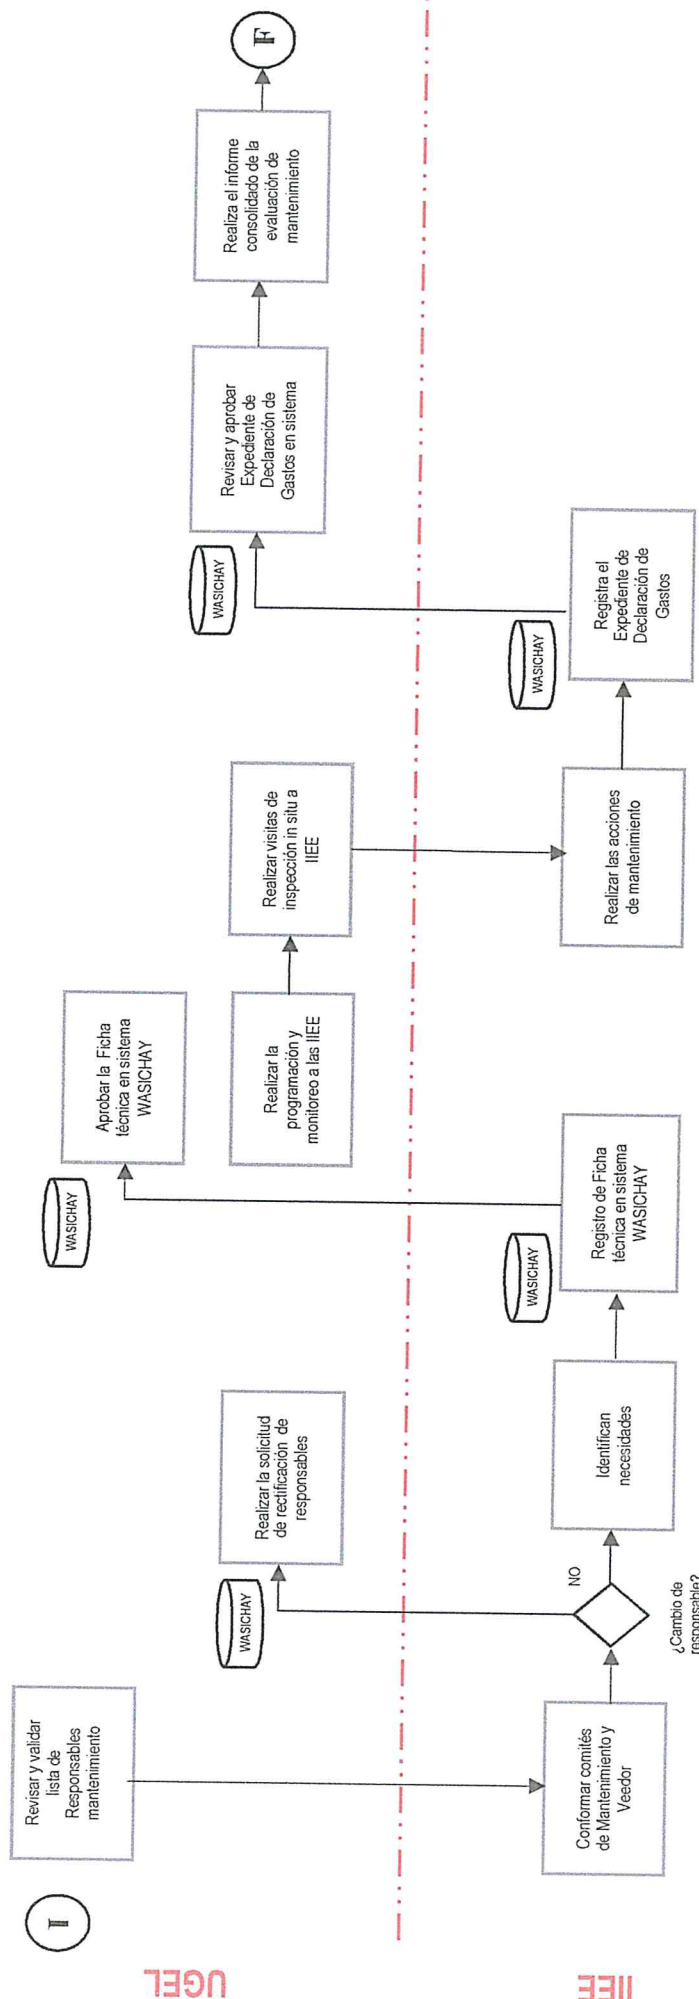 UGEL
I
Revisar y validar
lista de
Responsables
mantenimiento
WASICHAY
Realizar la solicitud
de rectificación de
responsables
WASICHAY
Aprobar la Ficha
técnica en sistema
WASICHAY
Realizar la
programación y
monitoreo a las IIEE
Realizar visitas de
inspección in situ a
IIEE
WASICHAY
Revisar y aprobar
Expediente de
Declaración de
Gastos en sistema
Realiza el informe
consolidado de la
evaluación de
mantenimiento
F
IIEE
Conformar comités
de Mantenimiento y
Veedor
NO
¿Cambio de
responsable?
Identifican
necesidades
WASICHAY
Registro de Ficha
técnica en sistema
WASICHAY
Realizar las acciones
de mantenimiento
WASICHAY
Registra el
Expediente de
Declaración de
Gastos